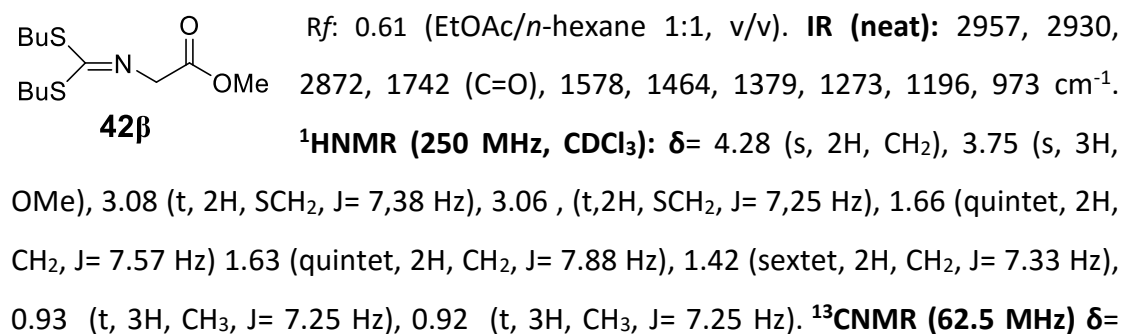 BuS
BuS
N
O
OMe
42β
Rf: 0.61 (EtOAc/n-hexane 1:1, v/v). IR (neat): 2957, 2930,
2872, 1742 (C=O), 1578, 1464, 1379, 1273, 1196, 973 cm⁻¹.
¹HNMR (250 MHz, CDCl₃): δ= 4.28 (s, 2H, CH₂), 3.75 (s, 3H,
OMe), 3.08 (t, 2H, SCH₂, J= 7,38 Hz), 3.06 , (t,2H, SCH₂, J= 7,25 Hz), 1.66 (quintet, 2H,
CH₂, J= 7.57 Hz) 1.63 (quintet, 2H, CH₂, J= 7.88 Hz), 1.42 (sextet, 2H, CH₂, J= 7.33 Hz),
0.93 (t, 3H, CH₃, J= 7.25 Hz), 0.92 (t, 3H, CH₃, J= 7.25 Hz). ¹³CNMR (62.5 MHz) δ=